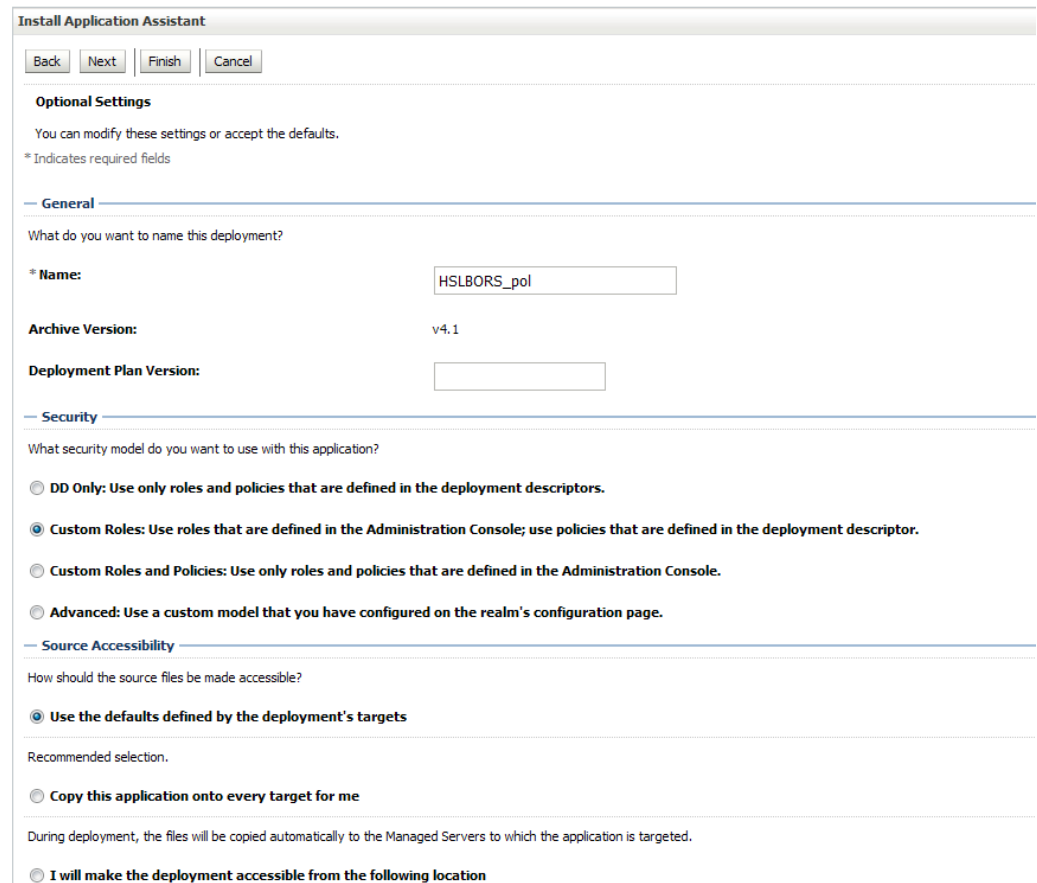 Install Application Assistant
Back Next Finish Cancel
Optional Settings
You can modify these settings or accept the defaults.
* Indicates required fields
General
What do you want to name this deployment?
* Name: HSLBORS_pol
Archive Version: v4.1
Deployment Plan Version:
Security
What security model do you want to use with this application?
DD Only: Use only roles and policies that are defined in the deployment descriptors.
Custom Roles: Use roles that are defined in the Administration Console; use policies that are defined in the deployment descriptor.
Custom Roles and Policies: Use only roles and policies that are defined in the Administration Console.
Advanced: Use a custom model that you have configured on the realm's configuration page.
Source Accessibility
How should the source files be made accessible?
Use the defaults defined by the deployment's targets
Recommended selection.
Copy this application onto every target for me
During deployment, the files will be copied automatically to the Managed Servers to which the application is targeted.
I will make the deployment accessible from the following location